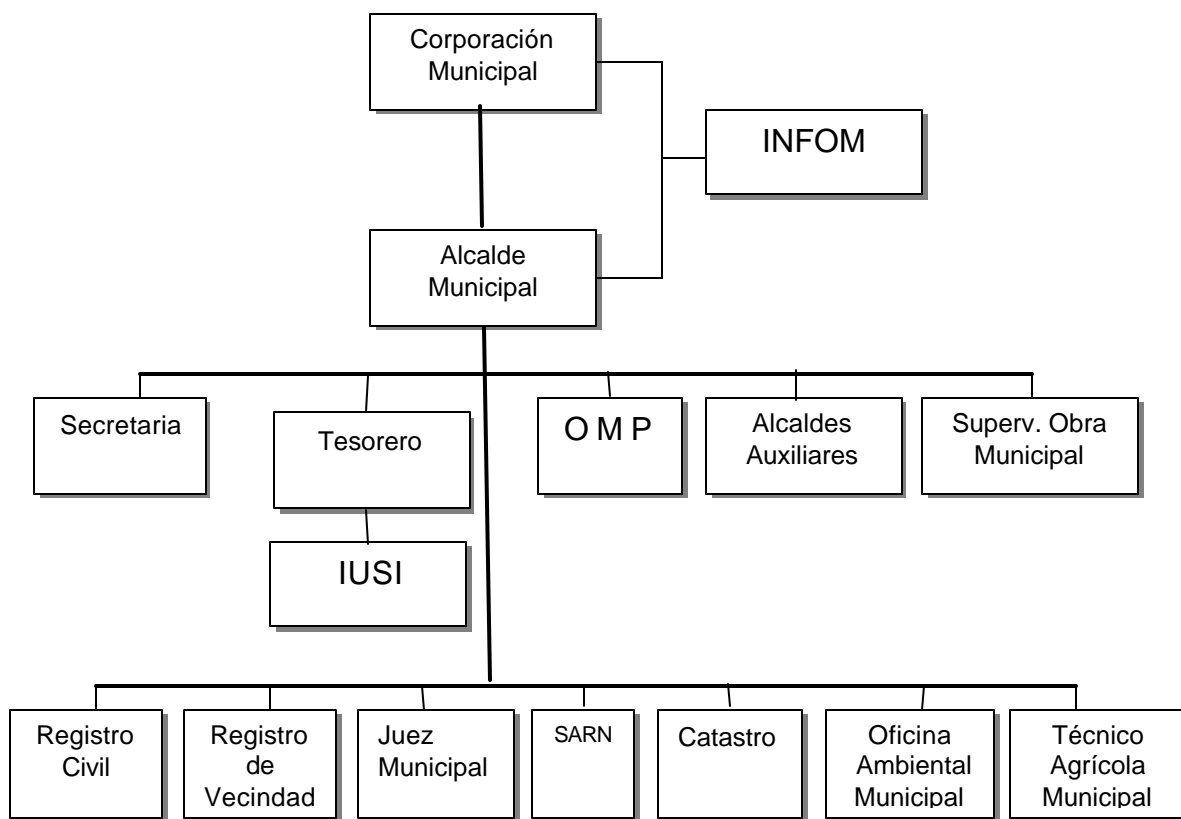 Corporación
Municipal
INFOM
Alcalde
Municipal
Secretaria
Tesorero
O M P
Alcaldes
Auxiliares
Superv. Obra
Municipal
IUSI
Registro
Civil
Registro
de
Vecindad
Juez
Municipal
SARN
Catastro
Oficina
Ambiental
Municipal
Técnico
Agrícola
Municipal